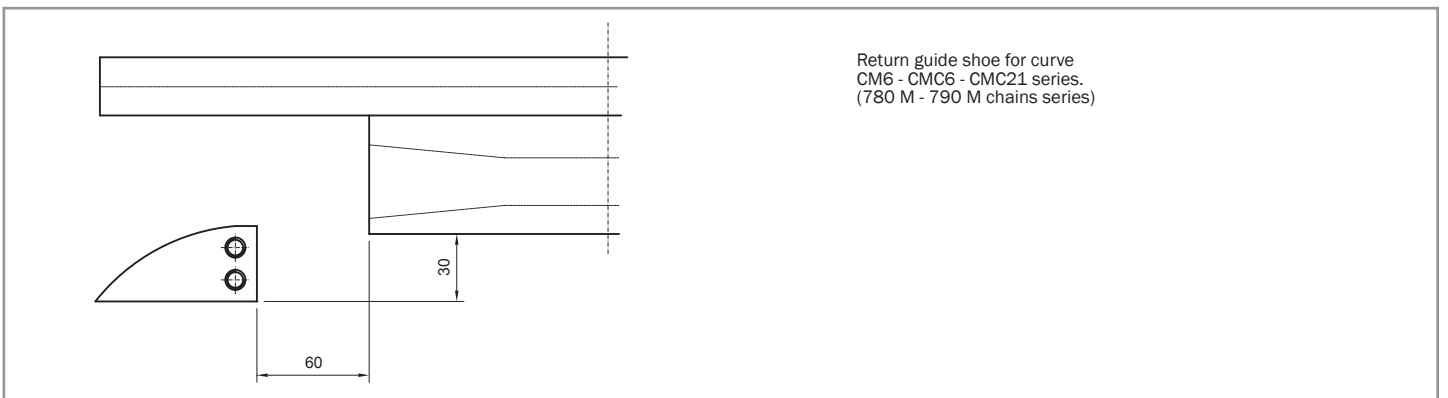 Return guide shoe for curve
CM6 - CMC6 - CMC21 series.
(780 M - 790 M chains series)
30
60